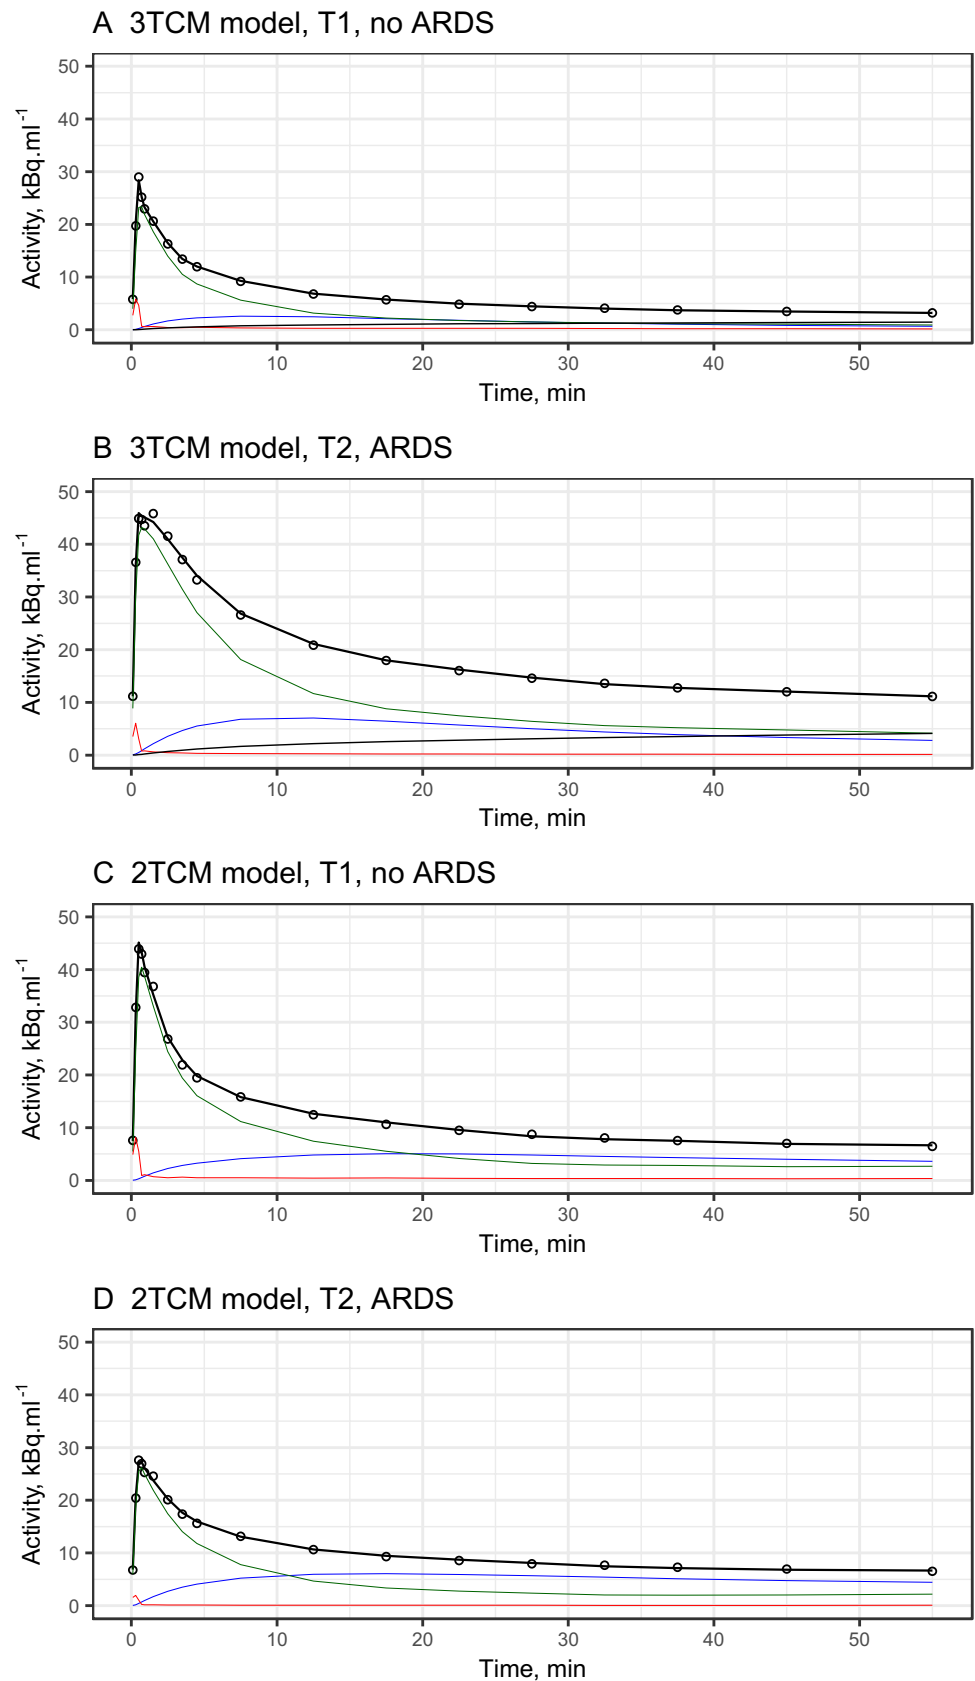 A 3TCM model, T1, no ARDS
50
40
30
20
10
0
Activity, kBq.ml⁻¹
0 10 20 30 40 50
Time, min
B 3TCM model, T2, ARDS
50
40
30
20
10
0
Activity, kBq.ml⁻¹
0 10 20 30 40 50
Time, min
C 2TCM model, T1, no ARDS
50
40
30
20
10
0
Activity, kBq.ml⁻¹
0 10 20 30 40 50
Time, min
D 2TCM model, T2, ARDS
50
40
30
20
10
0
Activity, kBq.ml⁻¹
0 10 20 30 40 50
Time, min